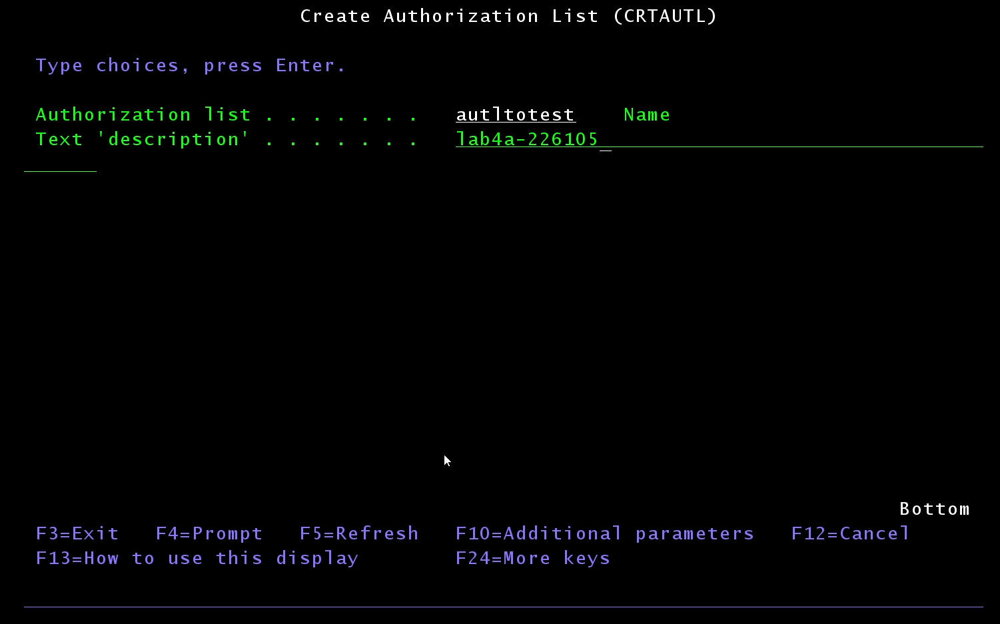 Create Authorization List (CRTAUTL)
Type choices, press Enter.
Authorization list . . . . . . . autltotest Name
Text 'description' . . . . . . . lab4a-226105_
Bottom
F3=Exit F4=Prompt F5=Refresh F10=Additional parameters F12=Cancel
F13=How to use this display F24=More keys